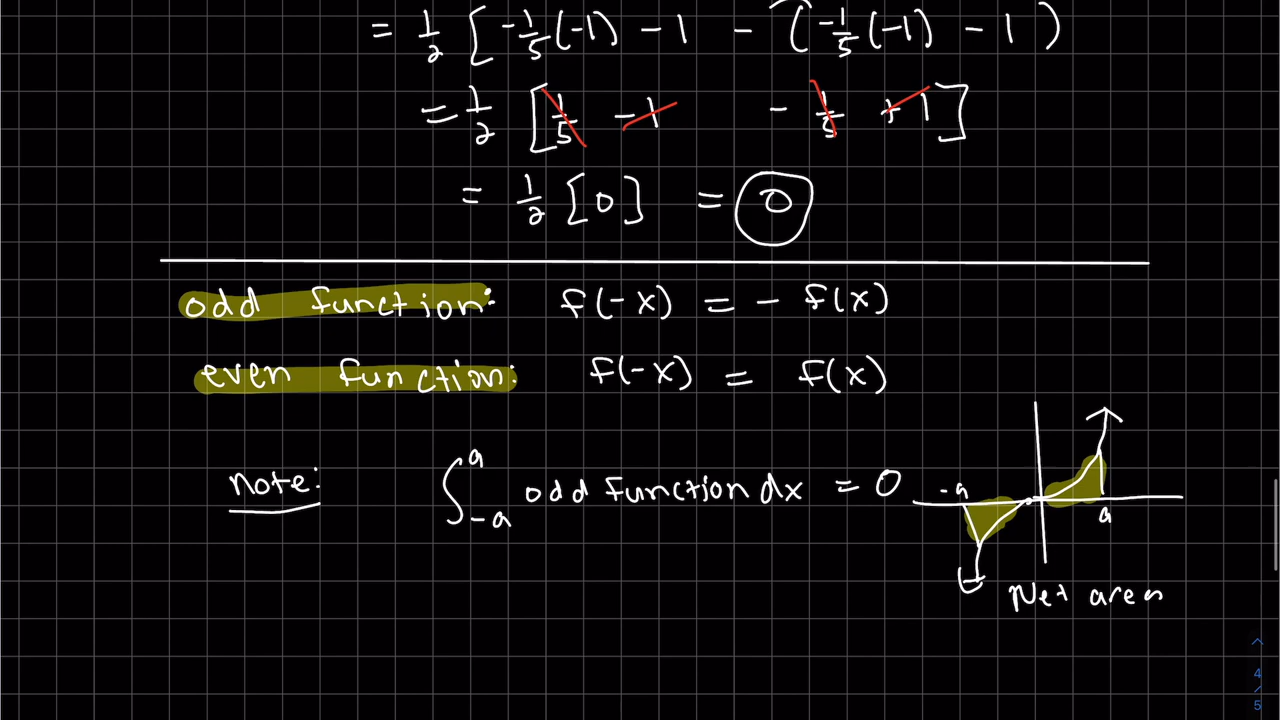 = 1/2 [ -1/5(-1) - 1 - ( -1/5(-1) - 1 )
= 1/2 [ 1/5 - 1 - 1/5 + 1 ]
= 1/2 [ 0 ] = 0
odd function: f(-x) = - f(x)
even function: f(-x) = f(x)
note: ∫_{-a}^{a} odd function dx = 0
-a
a
Net area
4
/
5